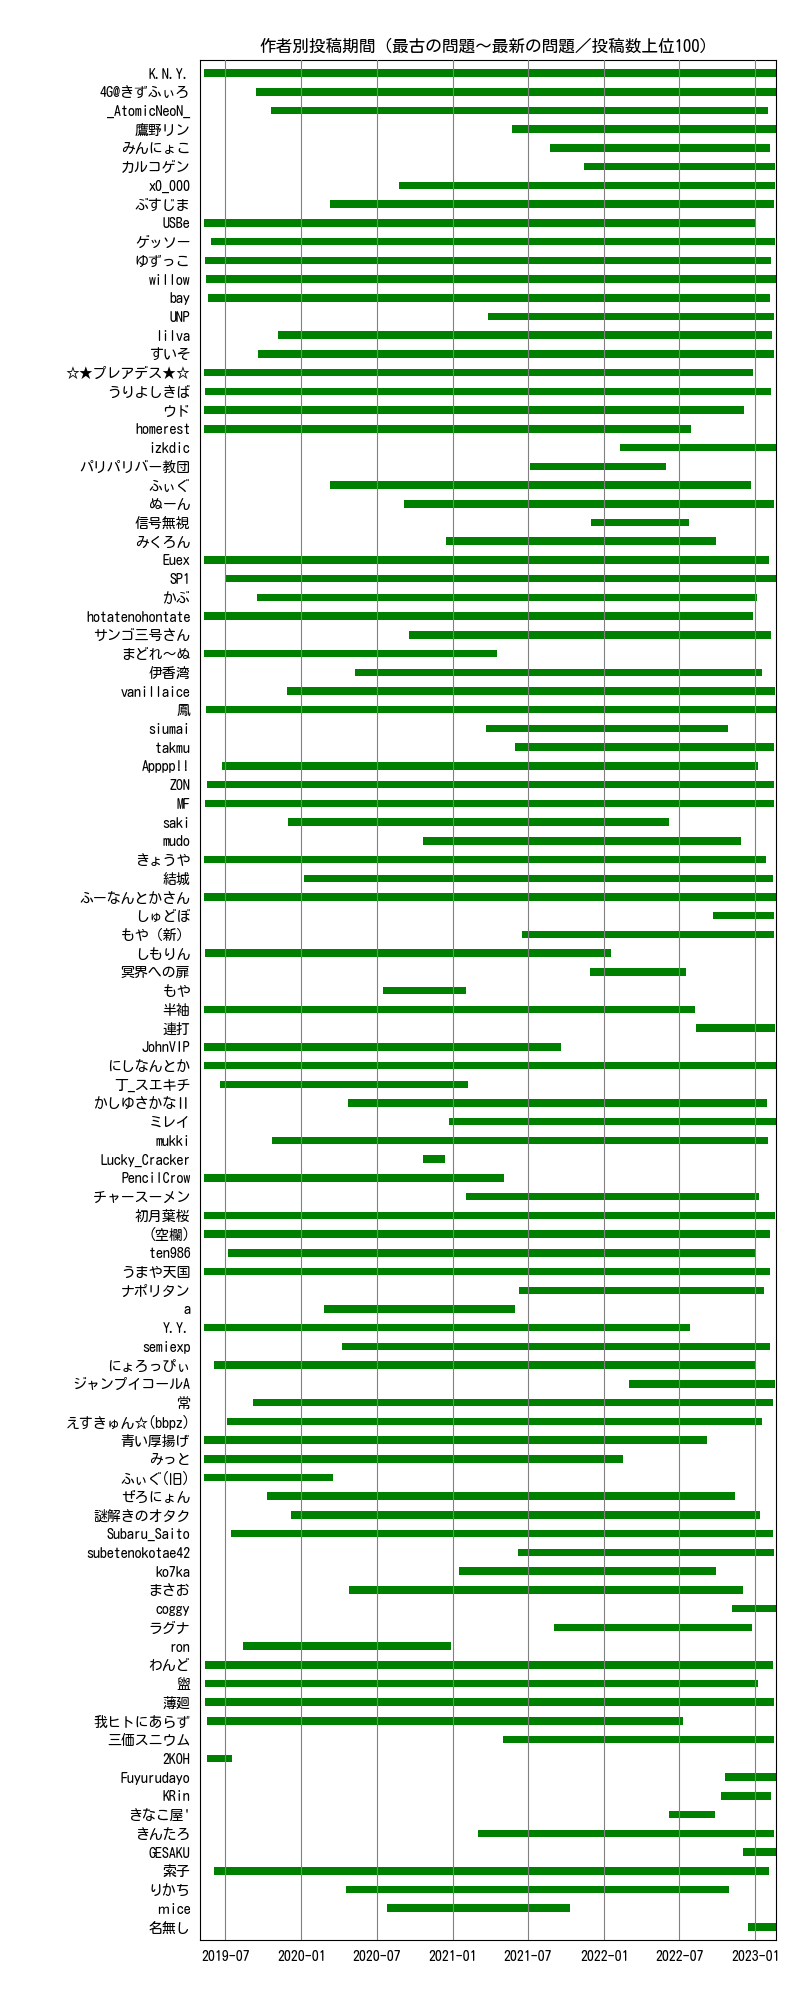 作者別投稿期間（最古の問題～最新の問題／投稿数上位100）
K.N.Y.
4G@きずふぃろ
_AtomicNeoN_
鷹野リン
みんにょこ
カルコゲン
x0_000
ぶすじま
USBe
ゲッソー
ゆずっこ
willow
bay
UNP
lilva
すいそ
☆★プレアデス★☆
うりよしきば
ウド
homerest
izkdic
パリパリバー教団
ふぃぐ
ぬーん
信号無視
みくろん
Euex
SP1
かぶ
hotatenohontate
サンゴ三号さん
まどれ～ぬ
伊香湾
vanillaice
鳳
siumai
takmu
Appppl!
ZON
MF
saki
mudo
きょうや
結城
ふーなんとかさん
しゅどぼ
もや（新）
しもりん
冥界への扉
もや
半袖
連打
JohnVIP
にしなんとか
丁_スエキチ
かしゆさかなⅡ
ミレイ
mukki
Lucky_Cracker
PencilCrow
チャースーメン
初月葉桜
(空欄)
ten986
うまや天国
ナポリタン
a
Y.Y.
semiexp
にょろっぴぃ
ジャンプイコールA
常
えすきゅん☆(bbpz)
青い厚揚げ
みっと
ふぃぐ(旧)
ぜろにょん
謎解きのオタク
Subaru_Saito
subetenokotae42
ko7ka
まさお
coggy
ラグナ
ron
わんど
盥
薄廻
我ヒトにあらず
三価スニウム
2KOH
Fuyurudayo
KRin
きなこ屋'
きんたろ
GESAKU
索子
りかち
mice
名無し
2019-07 2020-01 2020-07 2021-01 2021-07 2022-01 2022-07 2023-01